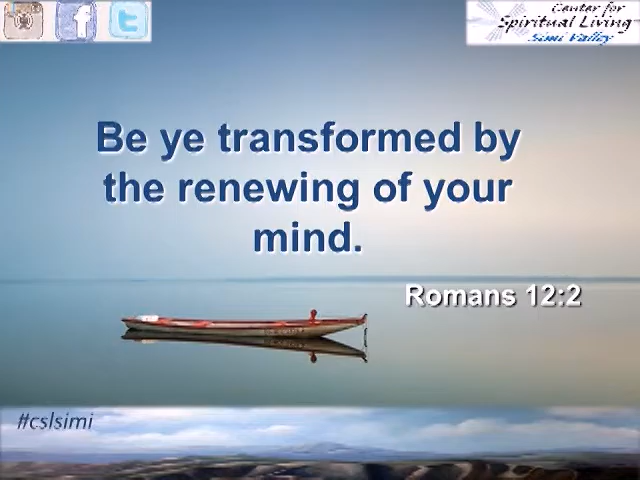 Center for
Spiritual Living
Simi Valley
Be ye transformed by
the renewing of your
mind.
Romans 12:2
#cslsimi